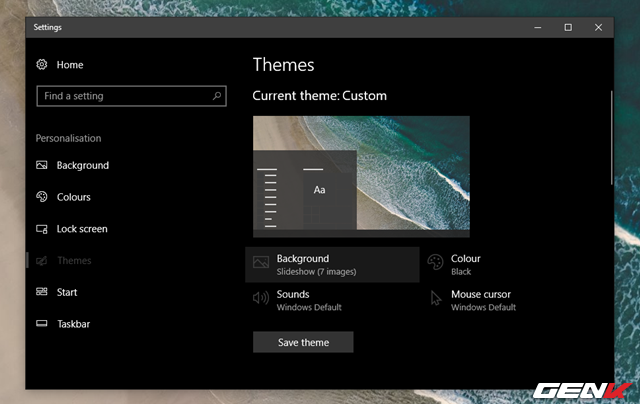 Settings
Home
Find a setting
Personalisation
Background
Colours
Lock screen
Themes
Start
Taskbar
Themes
Current theme: Custom
Aa
Background
Slideshow (7 images)
Colour
Black
Sounds
Windows Default
Mouse cursor
Windows Default
Save theme
GENK